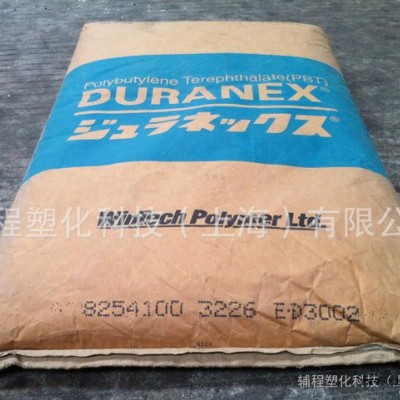 Polybutylene Terephthalate(PBT)
DURANEX®
ジュラネックス®
程塑化科技（上海）有限公
WinTech Polymer Ltd.
8254100 3226 ED3002
辅程塑化科技（上